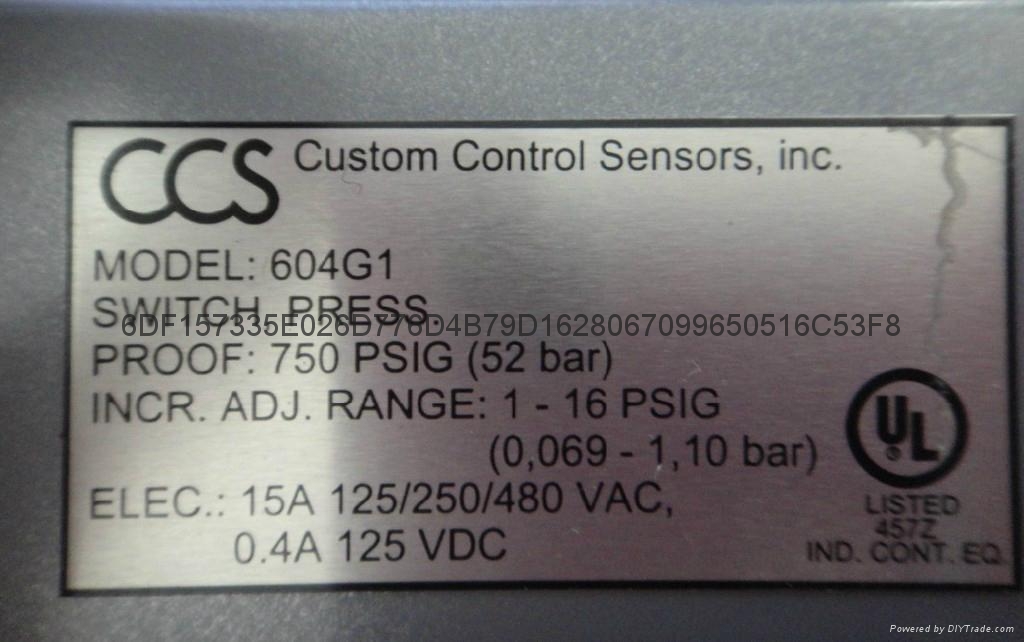 CCS Custom Control Sensors, inc.
MODEL: 604G1
SWITCH, PRESS
6DF157335E026D776D4B79D1628067099650516C53F8
PROOF: 750 PSIG (52 bar)
INCR. ADJ. RANGE: 1 - 16 PSIG
(0,069 - 1,10 bar)
ELEC.: 15A 125/250/480 VAC,
0.4A 125 VDC
UL
®
LISTED
457Z
IND. CONT. EQ.
Powered by DIYTrade.com